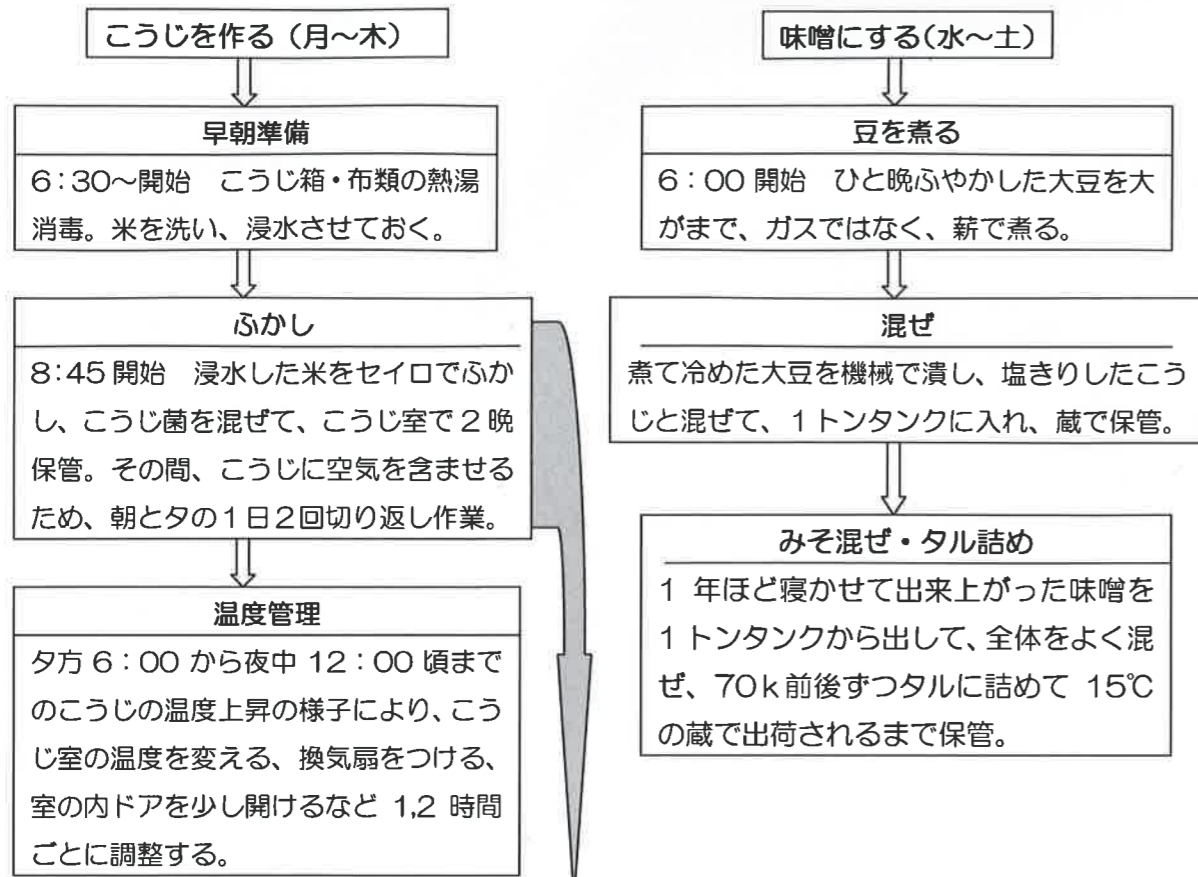 こうじを作る（月～木）
早朝準備
6：30～開始　こうじ箱・布類の熱湯
消毒。米を洗い、浸水させておく。
ふかし
8:45 開始　浸水した米をセイロでふか
し、こうじ菌を混ぜて、こうじ室で 2 晩
保管。その間、こうじに空気を含ませる
ため、朝と夕の１日２回切り返し作業。
温度管理
夕方 6：00 から夜中 12：00 頃まで
のこうじの温度上昇の様子により、こう
じ室の温度を変える、換気扇をつける、
室の内ドアを少し開けるなど 1,2 時間
ごとに調整する。
味噌にする(水～土)
豆を煮る
6：00 開始　ひと晩ふやかした大豆を大
がまで、ガスではなく、薪で煮る。
混ぜ
煮て冷めた大豆を機械で潰し、塩きりしたこう
じと混ぜて、１トンタンクに入れ、蔵で保管。
みそ混ぜ・タル詰め
1 年ほど寝かせて出来上がった味噌を
1 トンタンクから出して、全体をよく混
ぜ、70ｋ前後ずつタルに詰めて 15℃
の蔵で出荷されるまで保管。